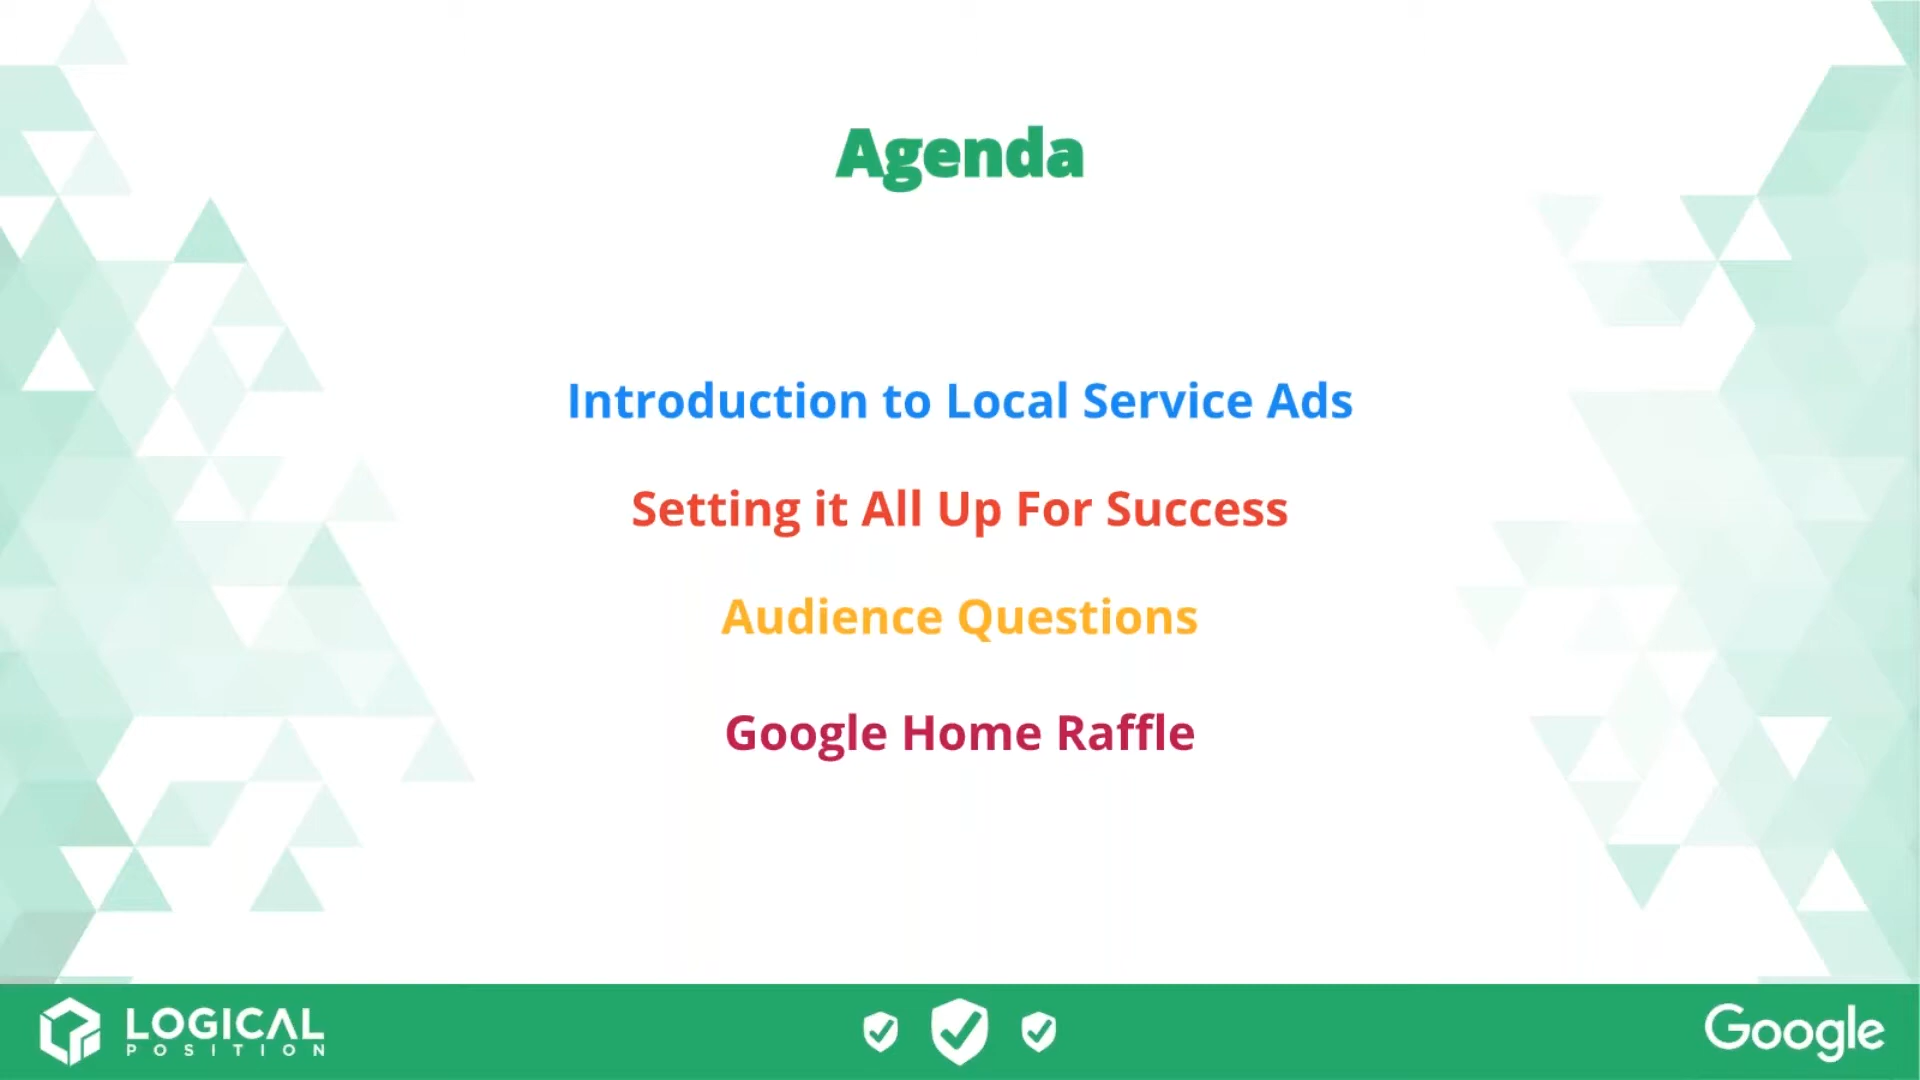 Agenda
Introduction to Local Service Ads
Setting it All Up For Success
Audience Questions
Google Home Raffle
LOGICAL
POSITION
Google